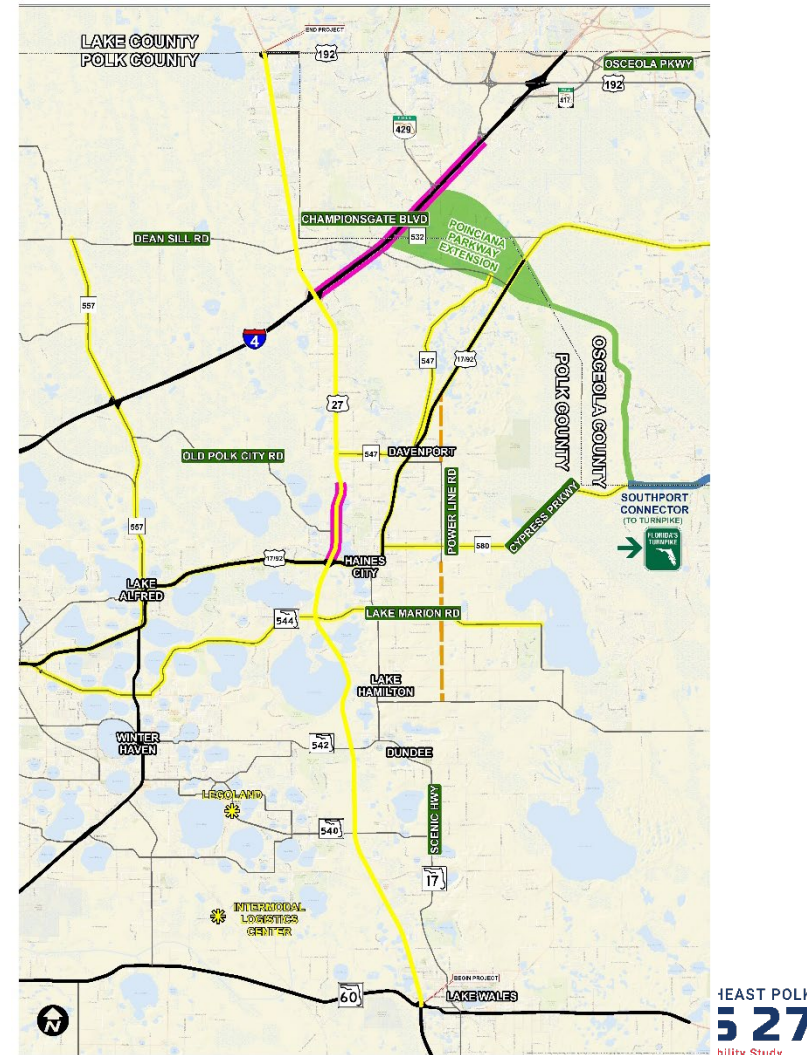 END PROJECT
LAKE COUNTY
POLK COUNTY
192
OSCEOLA PKWY
192
417
429
CHAMPIONSGATE BLVD
532
DEAN SILL RD
POINCIANA
PARKWAY
EXTENSION
557
4
547
17/92
27
POLK COUNTY
OSCEOLA COUNTY
OLD POLK CITY RD
547
DAVENPORT
POWER LINE RD
SOUTHPORT
CONNECTOR
(TO TURNPIKE)
FLORIDA'S
TURNPIKE
557
CYPRESS PRKWY
580
17/92
HAINES
CITY
LAKE
ALFRED
544
LAKE MARION RD
LAKE
HAMILTON
WINTER
HAVEN
542
DUNDEE
LEGOLAND
540
SCENIC HWY
17
INTERMODAL
LOGISTICS
CENTER
BEGIN PROJECT
60
LAKE WALES
N
HEAST POLK
S 27
bility Study